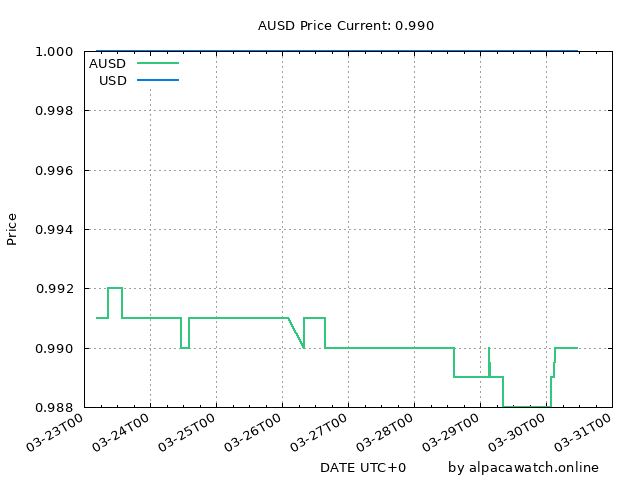 AUSD Price Current: 0.990
1.000
0.998
0.996
0.994
0.992
0.990
0.988
Price
AUSD
USD
03-23T00
03-24T00
03-25T00
03-26T00
03-27T00
03-28T00
03-29T00
03-30T00
03-31T00
DATE UTC+0
by alpacawatch.online